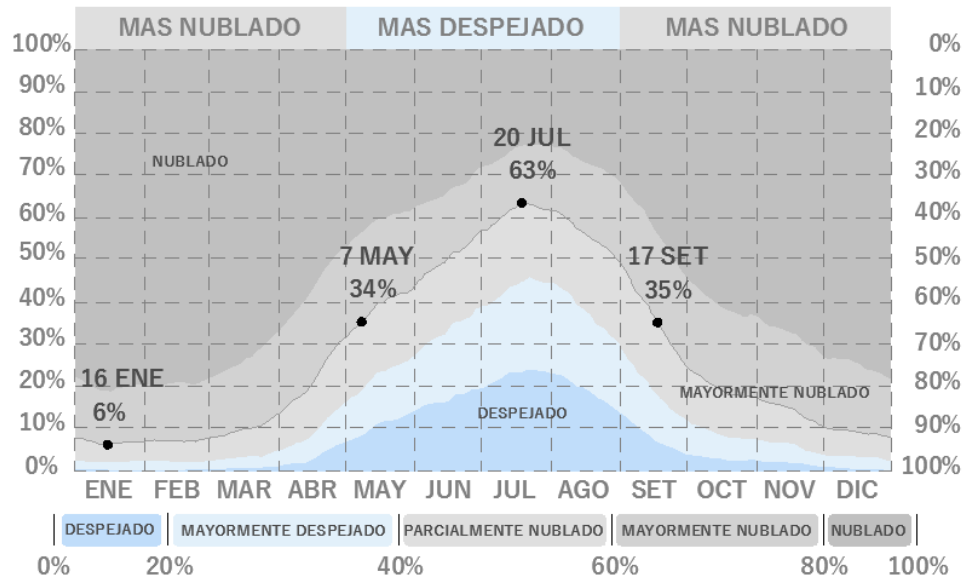 MAS NUBLADO MAS DESPEJADO MAS NUBLADO
100% 0%
90% 10%
80% 20%
20 JUL
63%
NUBLADO
70% 30%
60% 40%
50% 50%
7 MAY
34%
17 SET
35%
40% 60%
30% 70%
20% 80%
16 ENE
6%
MAYORMENTE NUBLADO
DESPEJADO
10% 90%
0% 100%
ENE FEB MAR ABR MAY JUN JUL AGO SET OCT NOV DIC
DESPEJADO MAYORMENTE DESPEJADO PARCIALMENTE NUBLADO MAYORMENTE NUBLADO NUBLADO
0% 20% 40% 60% 80% 100%